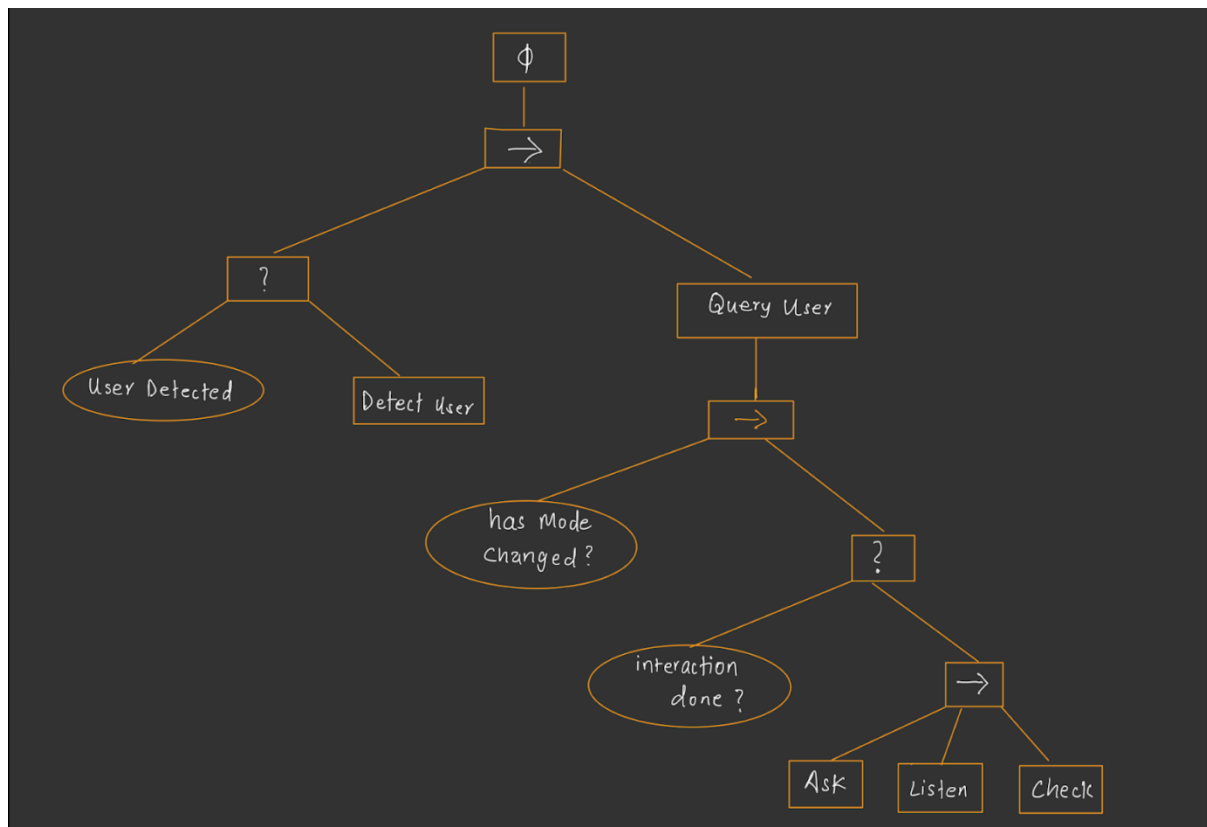 ϕ
→
?
Query User
User Detected
Detect User
→
has Mode
Changed?
?
interaction
done?
→
Ask
Listen
Check